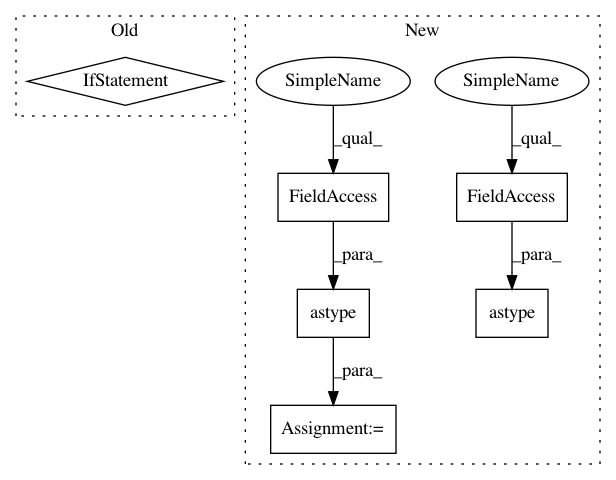 Old
New
IfStatement
SimpleName
SimpleName
_qual_
_qual_
FieldAccess
FieldAccess
_para_
_para_
astype
astype
_para_
Assignment:=